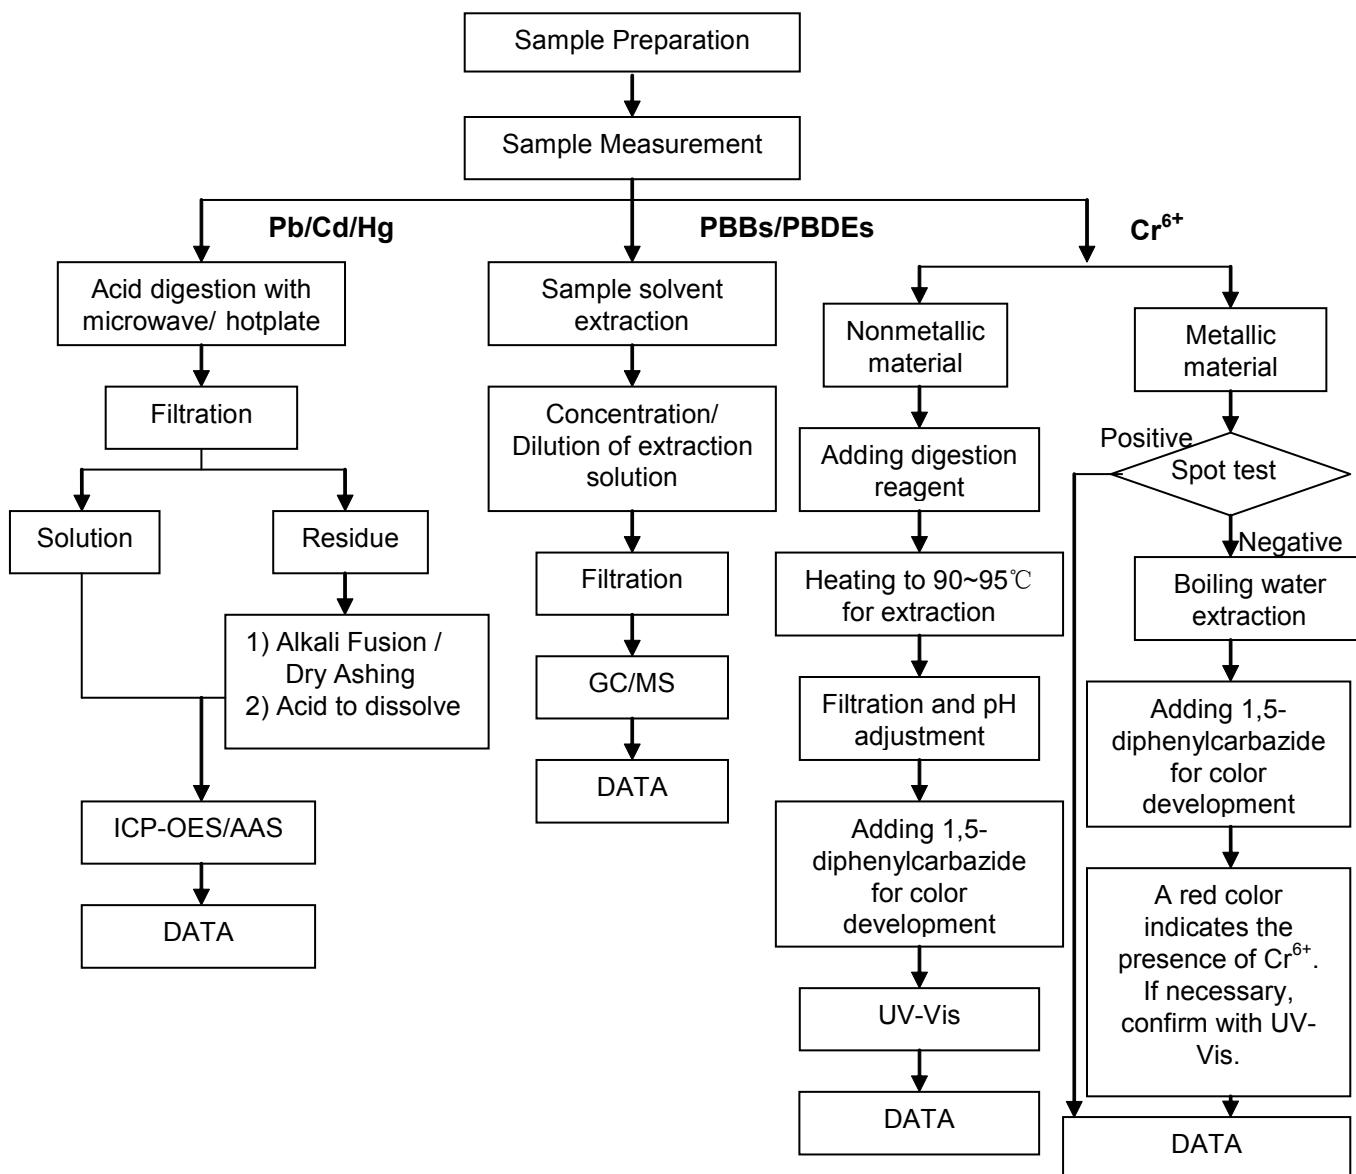 Sample Preparation
Sample Measurement
Pb/Cd/Hg
PBBs/PBDEs
Cr⁶⁺
Acid digestion with
microwave/ hotplate
Filtration
Solution
Residue
1) Alkali Fusion /
Dry Ashing
2) Acid to dissolve
ICP-OES/AAS
DATA
Sample solvent
extraction
Concentration/
Dilution of extraction
solution
Filtration
GC/MS
DATA
Nonmetallic
material
Adding digestion
reagent
Heating to 90~95℃
for extraction
Filtration and pH
adjustment
Adding 1,5-
diphenylcarbazide
for color
development
UV-Vis
DATA
Metallic
material
Positive
Spot test
Negative
Boiling water
extraction
Adding 1,5-
diphenylcarbazide
for color
development
A red color
indicates the
presence of Cr⁶⁺.
If necessary,
confirm with UV-
Vis.
DATA